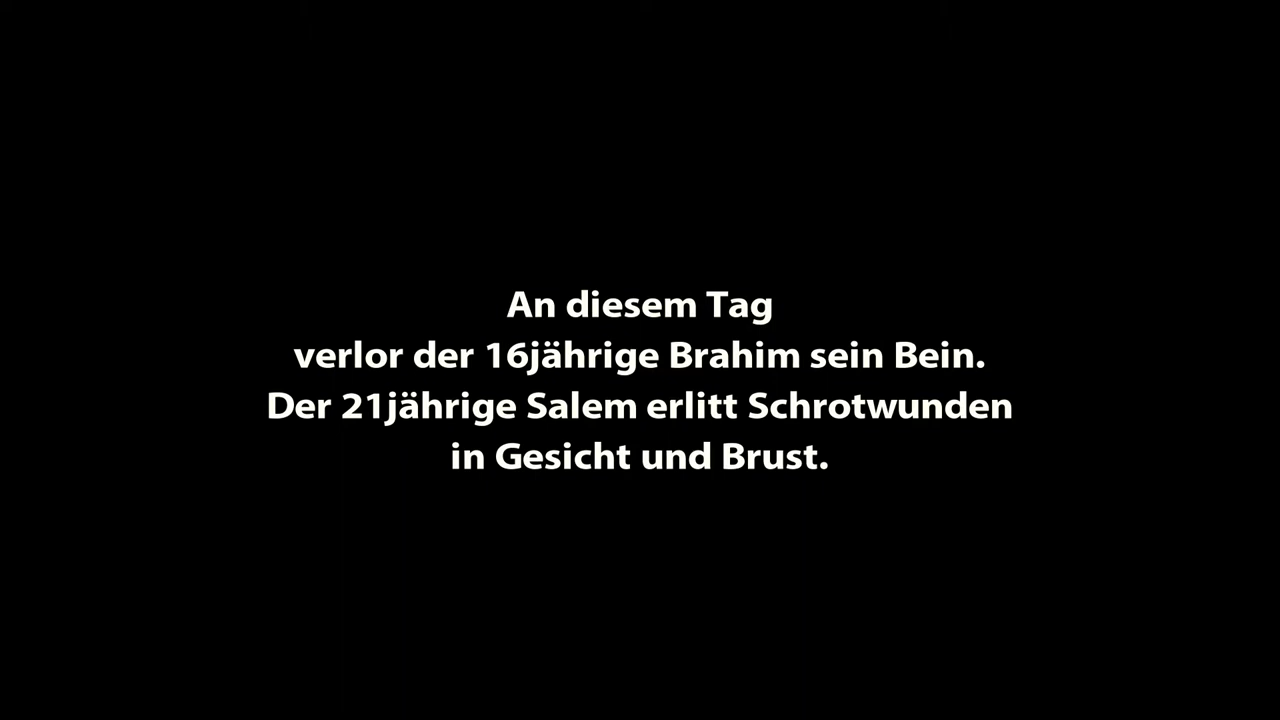 An diesem Tag
verlor der 16jährige Brahim sein Bein.
Der 21jährige Salem erlitt Schrotwunden
in Gesicht und Brust.